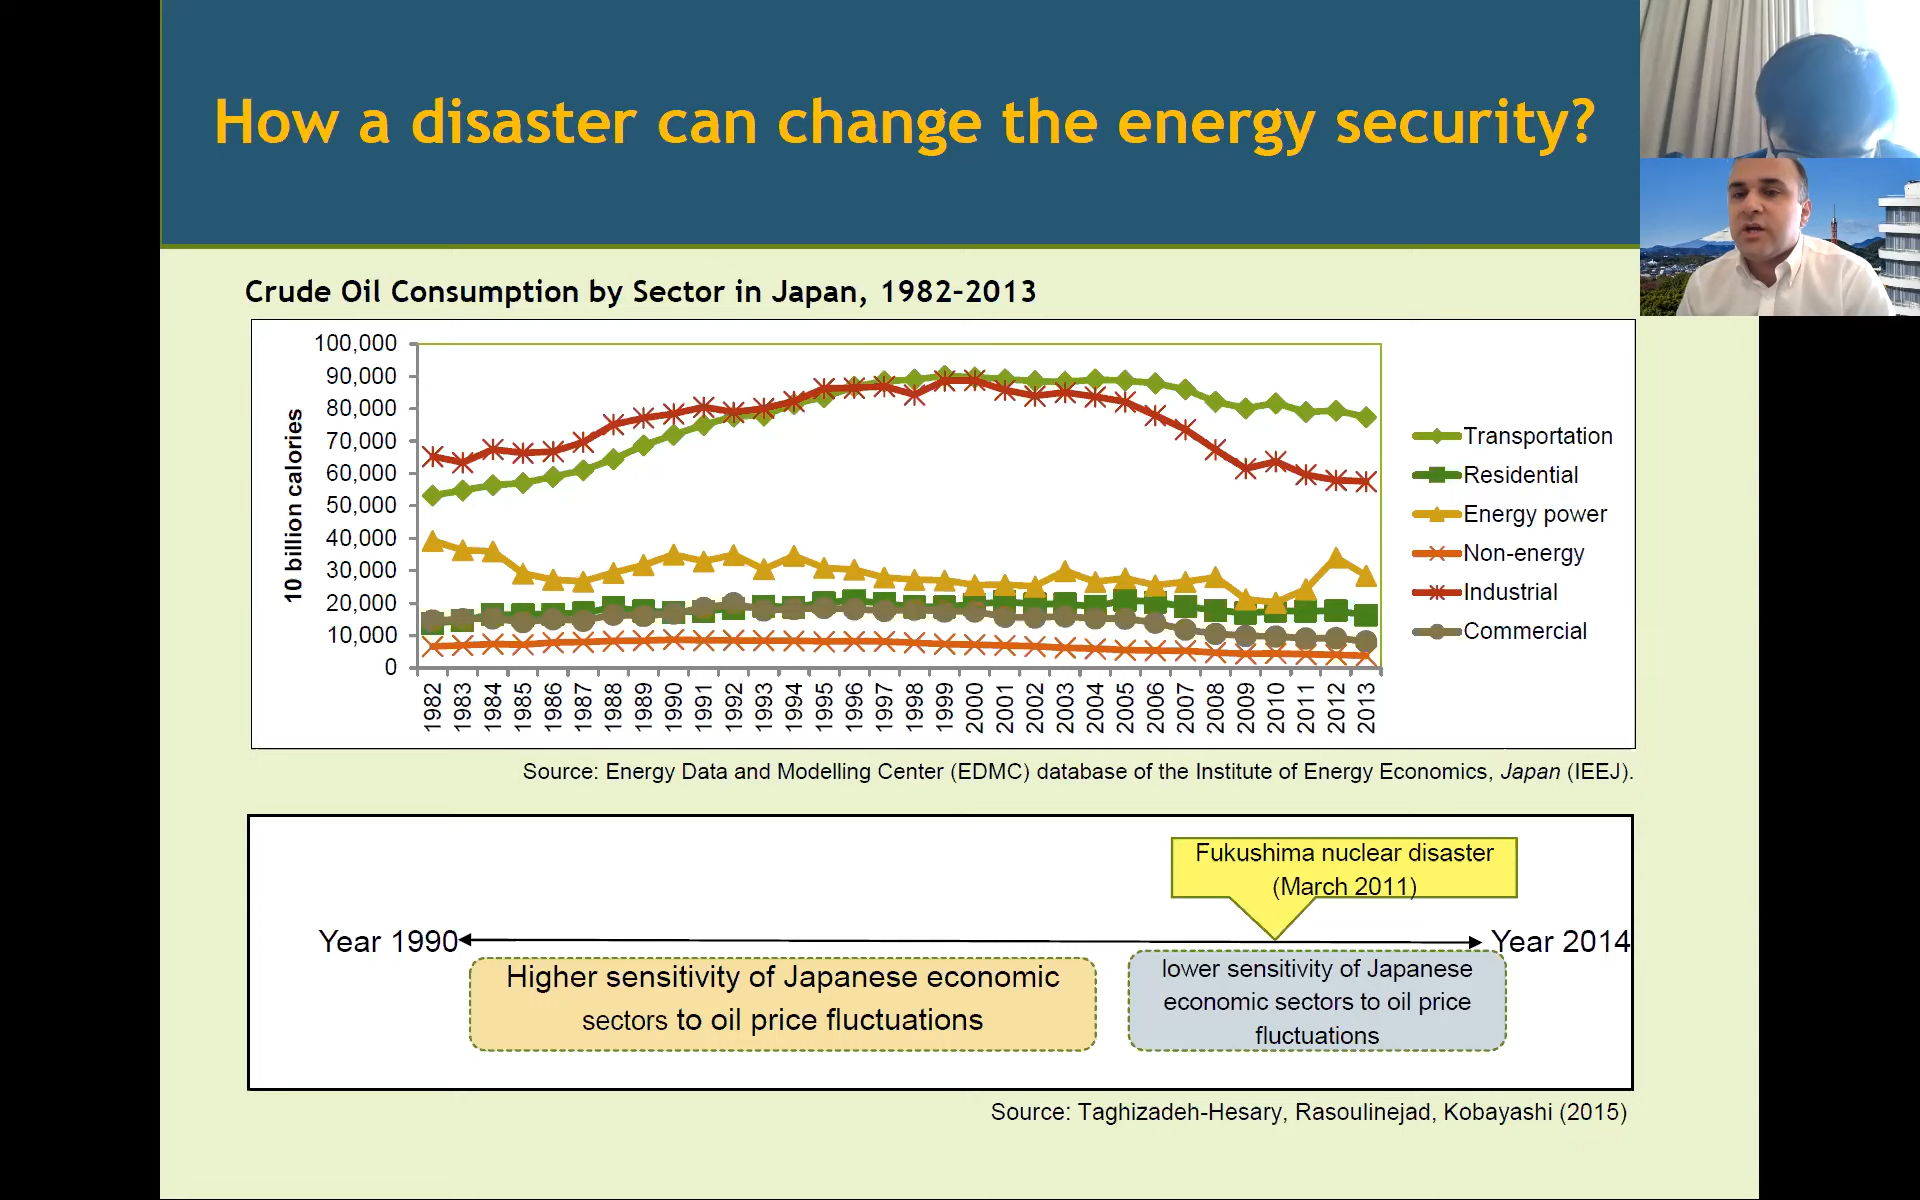 How a disaster can change the energy security?
Crude Oil Consumption by Sector in Japan, 1982-2013
10 billion calories
100,000
90,000
80,000
70,000
60,000
50,000
40,000
30,000
20,000
10,000
0
1982 1983 1984 1985 1986 1987 1988 1989 1990 1991 1992 1993 1994 1995 1996 1997 1998 1999 2000 2001 2002 2003 2004 2005 2006 2007 2008 2009 2010 2011 2012 2013
Transportation
Residential
Energy power
Non-energy
Industrial
Commercial
Source: Energy Data and Modelling Center (EDMC) database of the Institute of Energy Economics, Japan (IEEJ).
Fukushima nuclear disaster
(March 2011)
Year 1990
Year 2014
Higher sensitivity of Japanese economic
sectors to oil price fluctuations
lower sensitivity of Japanese
economic sectors to oil price
fluctuations
Source: Taghizadeh-Hesary, Rasoulinejad, Kobayashi (2015)